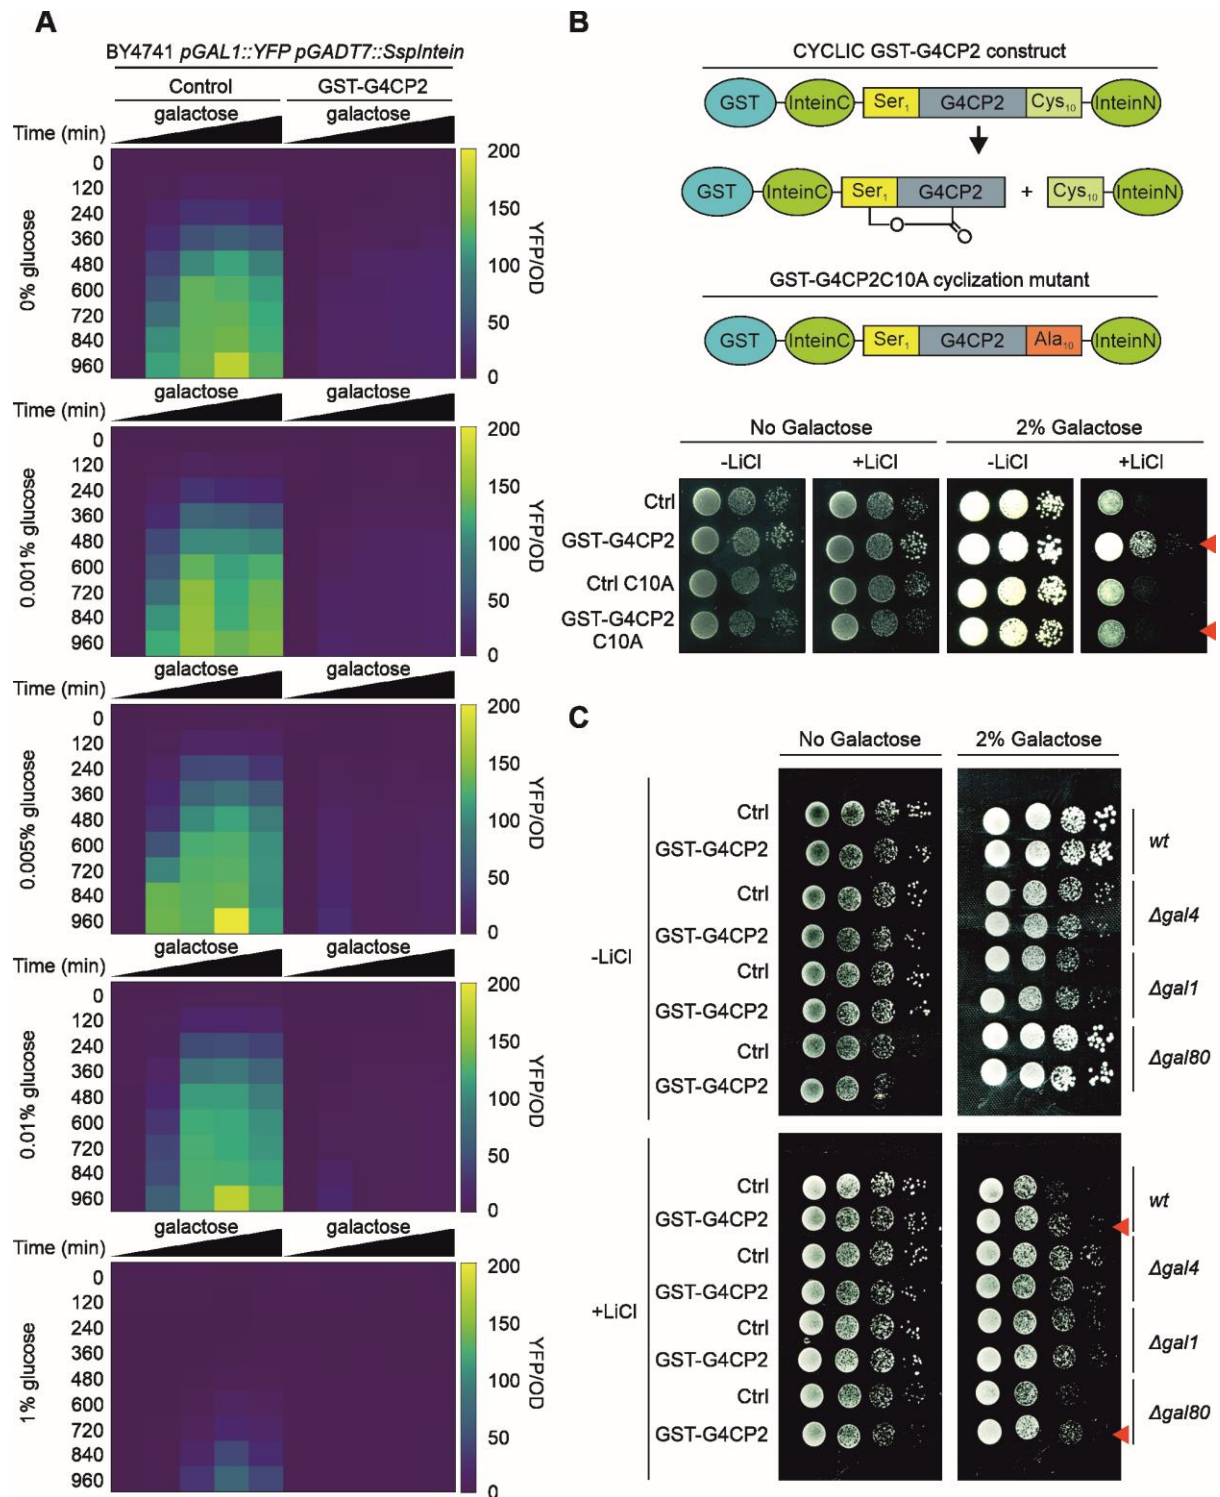 A
BY4741 pGAL1::YFP pGADT7::SspIntein
Control GST-G4CP2
Time (min) galactose galactose
0% glucose
0
120
240
360
480
600
720
840
960
200
150
100
50
0
YFP/OD
Time (min) galactose galactose
0.001% glucose
0
120
240
360
480
600
720
840
960
200
150
100
50
0
YFP/OD
Time (min) galactose galactose
0.005% glucose
0
120
240
360
480
600
720
840
960
200
150
100
50
0
YFP/OD
Time (min) galactose galactose
0.01% glucose
0
120
240
360
480
600
720
840
960
200
150
100
50
0
YFP/OD
Time (min) galactose galactose
1% glucose
0
120
240
360
480
600
720
840
960
200
150
100
50
0
YFP/OD
B
CYCLIC GST-G4CP2 construct
GST InteinC Ser1 G4CP2 Cys10 InteinN
GST InteinC Ser1 G4CP2 + Cys10 InteinN
O O
GST-G4CP2C10A cyclization mutant
GST InteinC Ser1 G4CP2 Ala10 InteinN
No Galactose 2% Galactose
-LiCl +LiCl -LiCl +LiCl
Ctrl
GST-G4CP2
Ctrl C10A
GST-G4CP2
C10A
C
No Galactose 2% Galactose
-LiCl
Ctrl
GST-G4CP2
wt
Ctrl
GST-G4CP2
Δgal4
Ctrl
GST-G4CP2
Δgal1
Ctrl
GST-G4CP2
Δgal80
+LiCl
Ctrl
GST-G4CP2
wt
Ctrl
GST-G4CP2
Δgal4
Ctrl
GST-G4CP2
Δgal1
Ctrl
GST-G4CP2
Δgal80